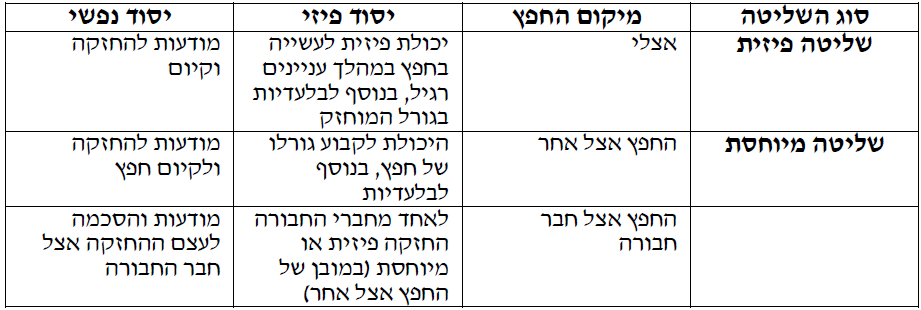 סוג השליטה מיקום החפץ יסוד פיזי יסוד נפשי
שליטה פיזית אצלי יכולת פיזית לעשייה מודעות להחזקה
בחפץ במהלך עניינים וקיום
רגיל, בנוסף לבלעדיות
בגורל המוחזק
שליטה מיוחסת החפץ אצל אחר היכולת לקבוע גורלו מודעות להחזקה
של חפץ, בנוסף ולקיום חפץ
לבלעדיות
החפץ אצל חבר לאחד מחברי החבורה מודעות והסכמה
חבורה החזקה פיזית או לעצם ההחזקה אצל
מיוחסת (במובן של חבר החבורה
החפץ אצל אחר)